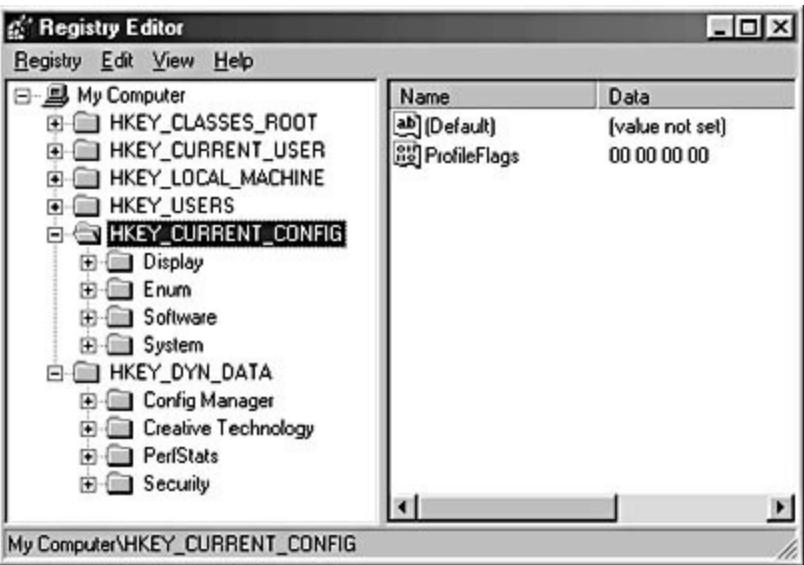 Registry Editor
Registry Edit View Help
My Computer
HKEY_CLASSES_ROOT
HKEY_CURRENT_USER
HKEY_LOCAL_MACHINE
HKEY_USERS
HKEY_CURRENT_CONFIG
Display
Enum
Software
System
HKEY_DYN_DATA
Config Manager
Creative Technology
PerfStats
Security
Name Data
(Default) (value not set)
ProfileFlags 00 00 00 00
My Computer\HKEY_CURRENT_CONFIG